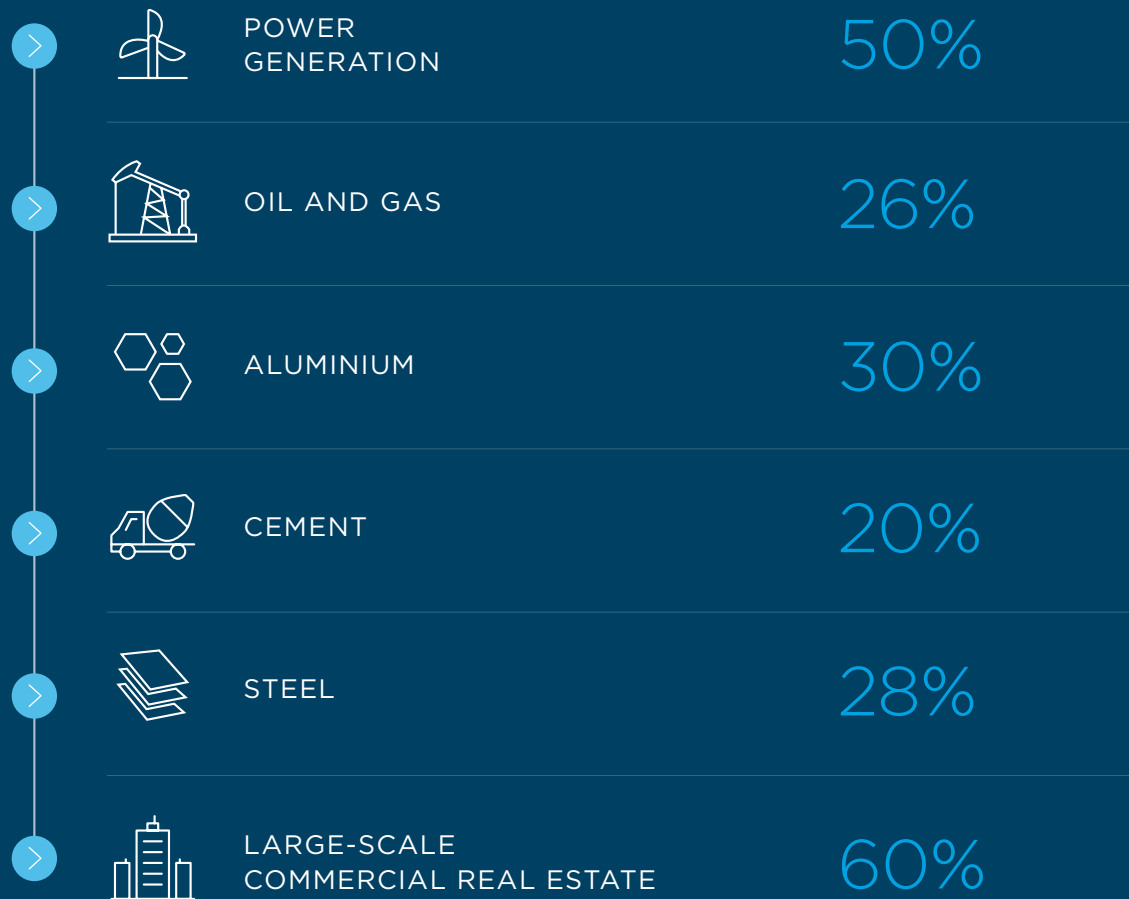 POWER
GENERATION
50%
OIL AND GAS
26%
ALUMINIUM
30%
CEMENT
20%
STEEL
28%
LARGE-SCALE
COMMERCIAL REAL ESTATE
60%